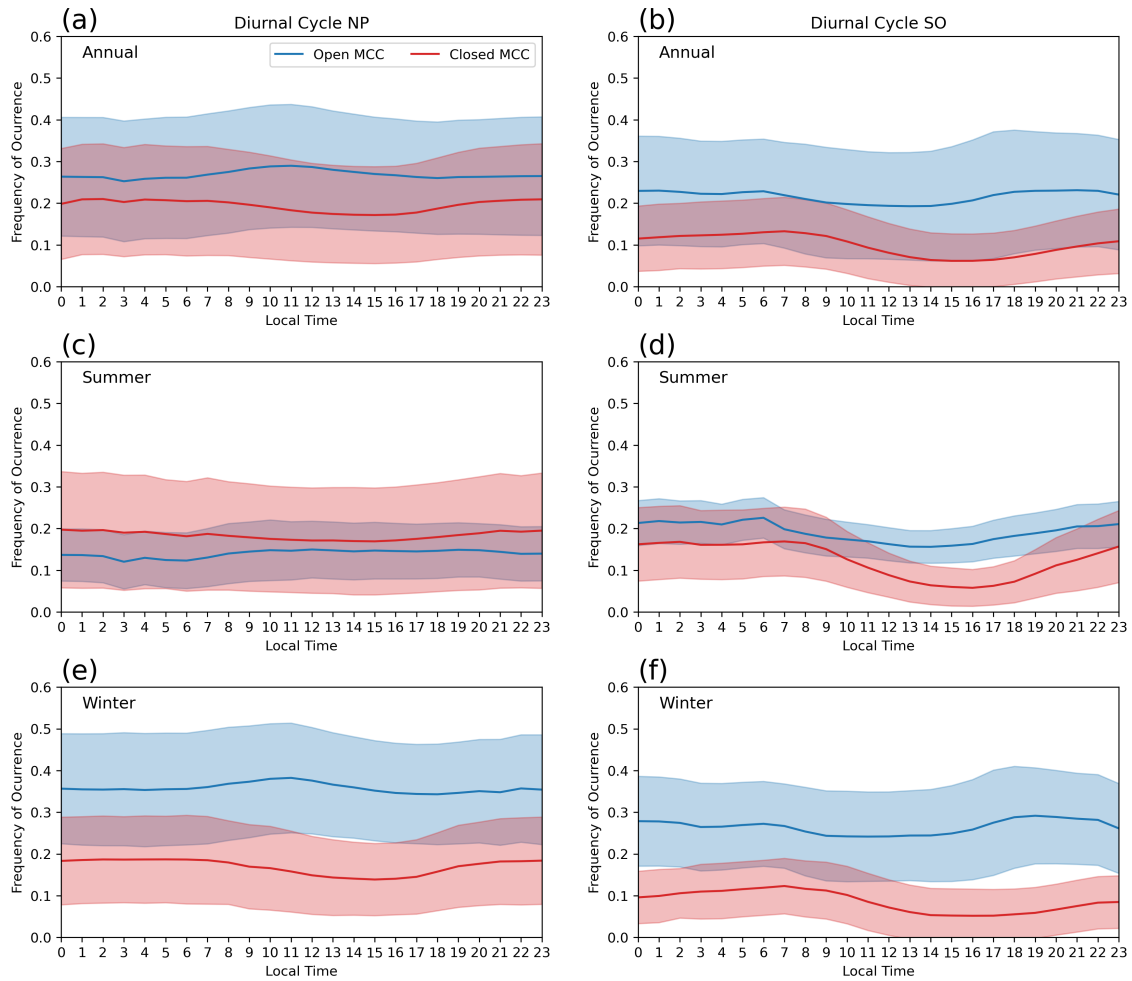 (a)
Diurnal Cycle NP
Annual
Open MCC
Closed MCC
Frequency of Ocurrence
0.6
0.5
0.4
0.3
0.2
0.1
0.0
0 1 2 3 4 5 6 7 8 9 10 11 12 13 14 15 16 17 18 19 20 21 22 23
Local Time
(b)
Diurnal Cycle SO
Annual
Frequency of Ocurrence
0.6
0.5
0.4
0.3
0.2
0.1
0.0
0 1 2 3 4 5 6 7 8 9 10 11 12 13 14 15 16 17 18 19 20 21 22 23
Local Time
(c)
Summer
Frequency of Ocurrence
0.6
0.5
0.4
0.3
0.2
0.1
0.0
0 1 2 3 4 5 6 7 8 9 10 11 12 13 14 15 16 17 18 19 20 21 22 23
Local Time
(d)
Summer
Frequency of Ocurrence
0.6
0.5
0.4
0.3
0.2
0.1
0.0
0 1 2 3 4 5 6 7 8 9 10 11 12 13 14 15 16 17 18 19 20 21 22 23
Local Time
(e)
Winter
Frequency of Ocurrence
0.6
0.5
0.4
0.3
0.2
0.1
0.0
0 1 2 3 4 5 6 7 8 9 10 11 12 13 14 15 16 17 18 19 20 21 22 23
Local Time
(f)
Winter
Frequency of Ocurrence
0.6
0.5
0.4
0.3
0.2
0.1
0.0
0 1 2 3 4 5 6 7 8 9 10 11 12 13 14 15 16 17 18 19 20 21 22 23
Local Time